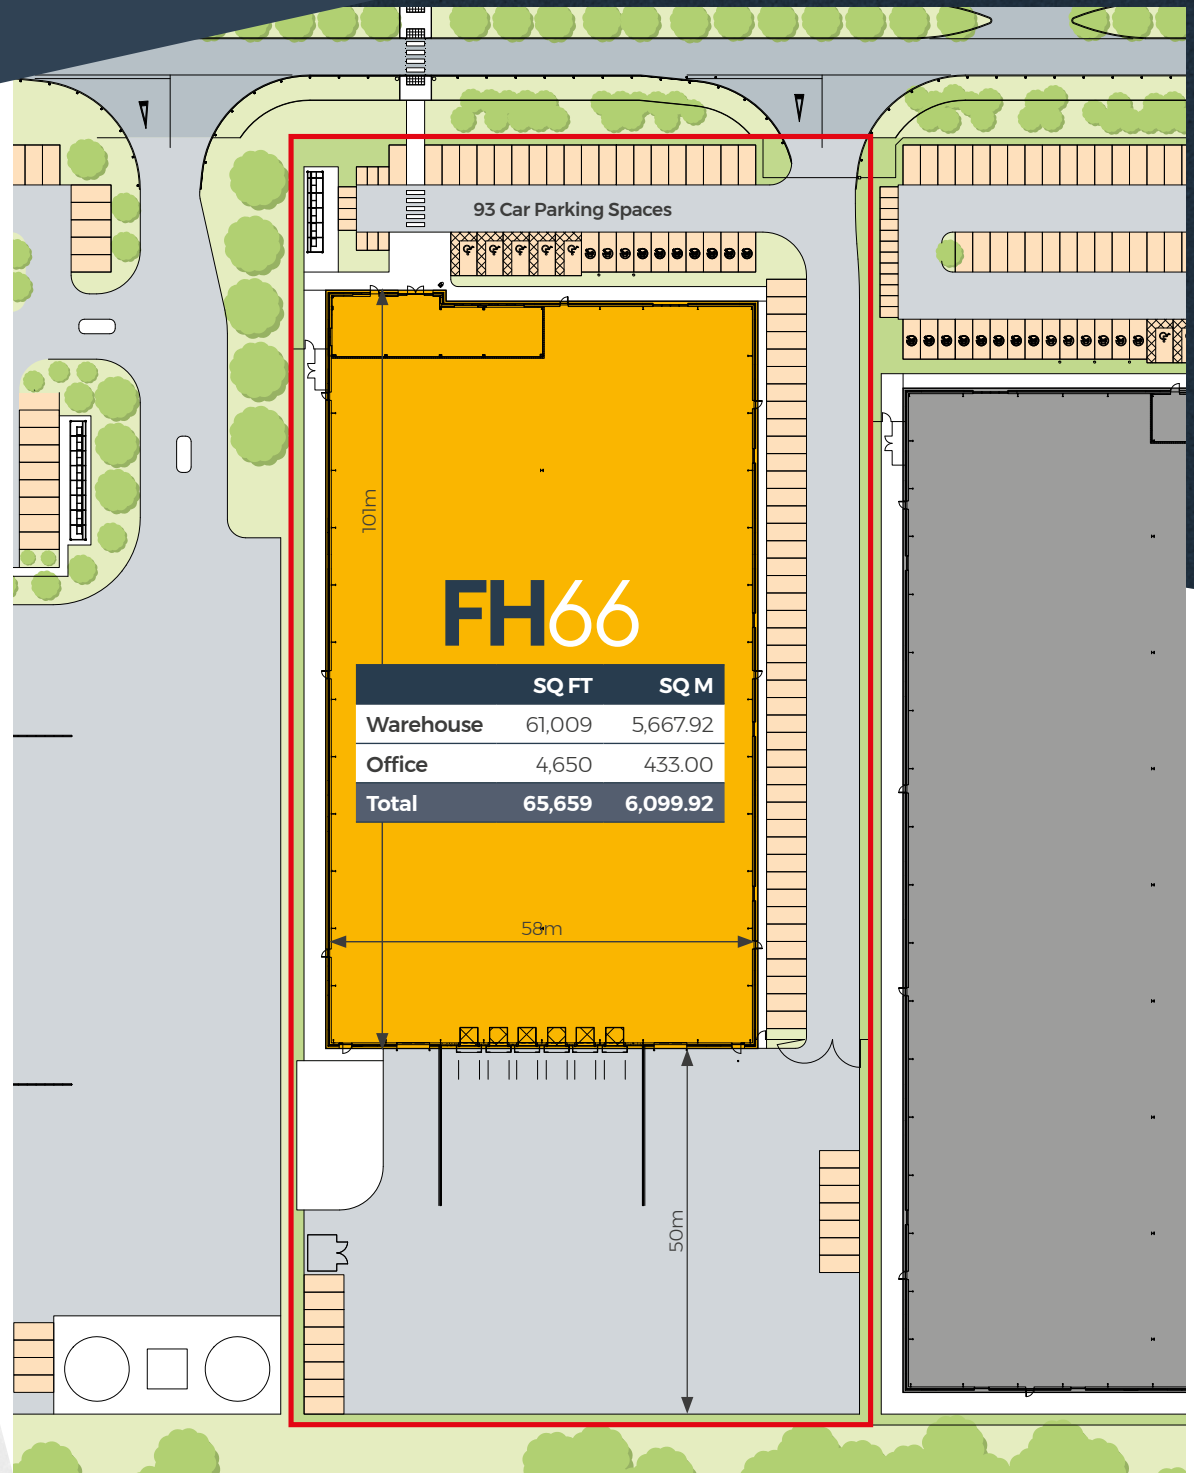 93 Car Parking Spaces
101m
FH66
SQ FT SQ M
Warehouse 61,009 5,667.92
Office 4,650 433.00
Total 65,659 6,099.92
58m
50m